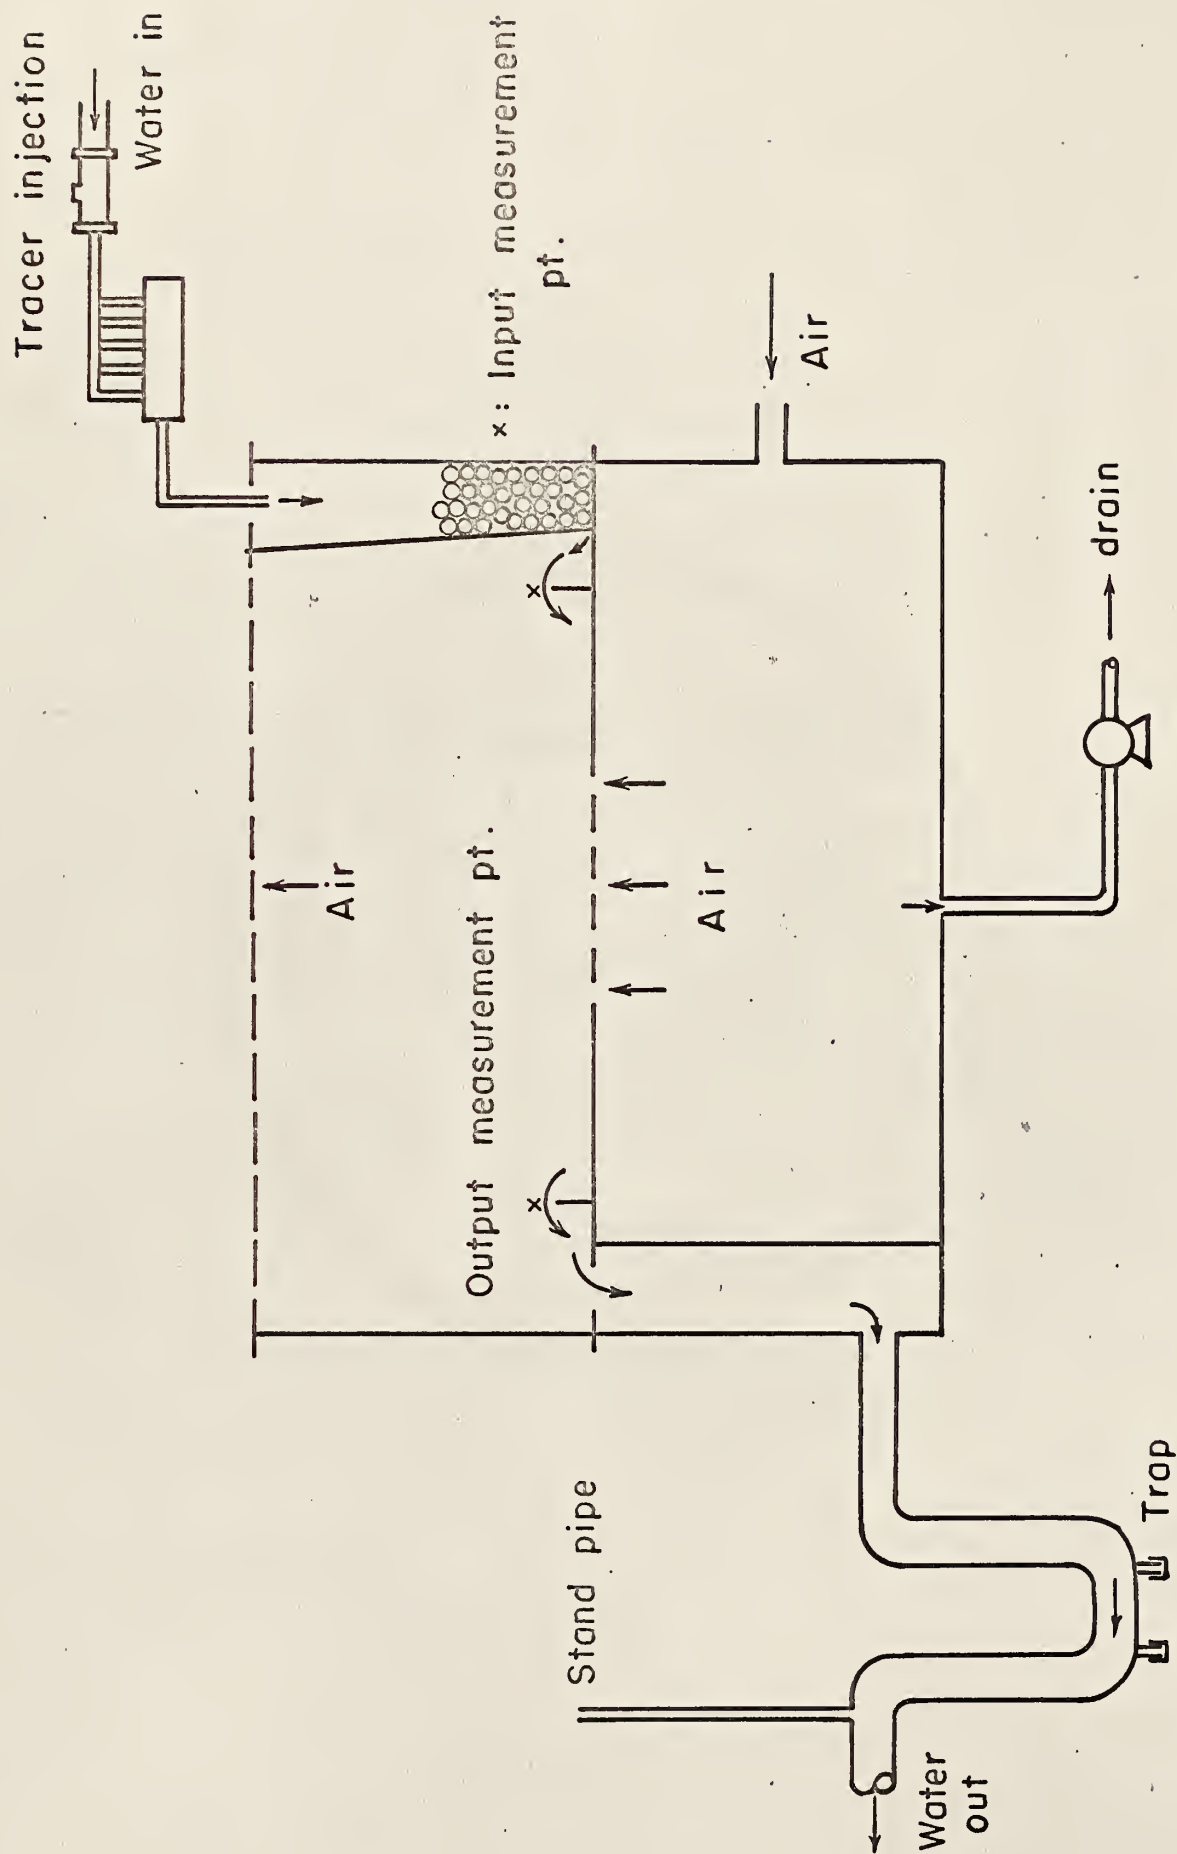 Tracer injection
Water in
x: Input measurement
pt.
Air
Air
Output measurement pt.
x
Air
x
drain
Stand pipe
Trap
Water
out